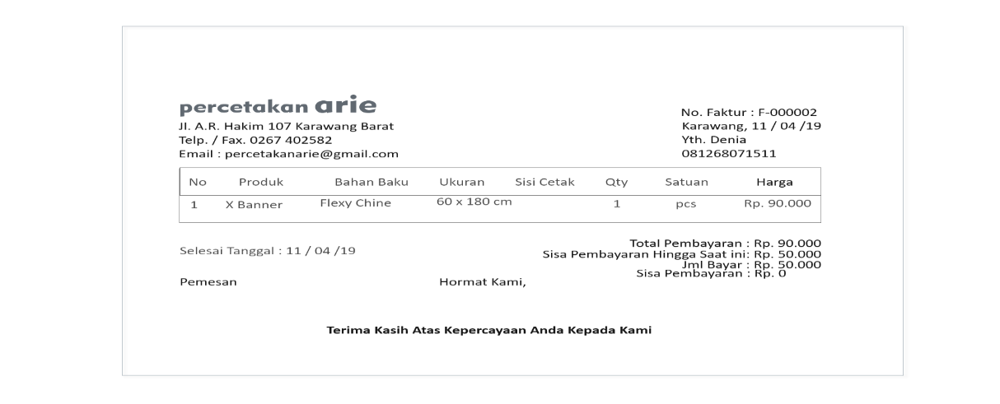 percetakan arie
Jl. A.R. Hakim 107 Karawang Barat
Telp. / Fax. 0267 402582
Email : percetakanarie@gmail.com
No. Faktur : F-000002
Karawang, 11 / 04 /19
Yth. Denia
081268071511
No Produk Bahan Baku Ukuran Sisi Cetak Qty Satuan Harga
1 X Banner Flexy Chine 60 x 180 cm 1 pcs Rp. 90.000
Selesai Tanggal : 11 / 04 /19
Total Pembayaran : Rp. 90.000
Sisa Pembayaran Hingga Saat ini: Rp. 50.000
Jml Bayar : Rp. 50.000
Sisa Pembayaran : Rp. 0
Pemesan Hormat Kami,
Terima Kasih Atas Kepercayaan Anda Kepada Kami